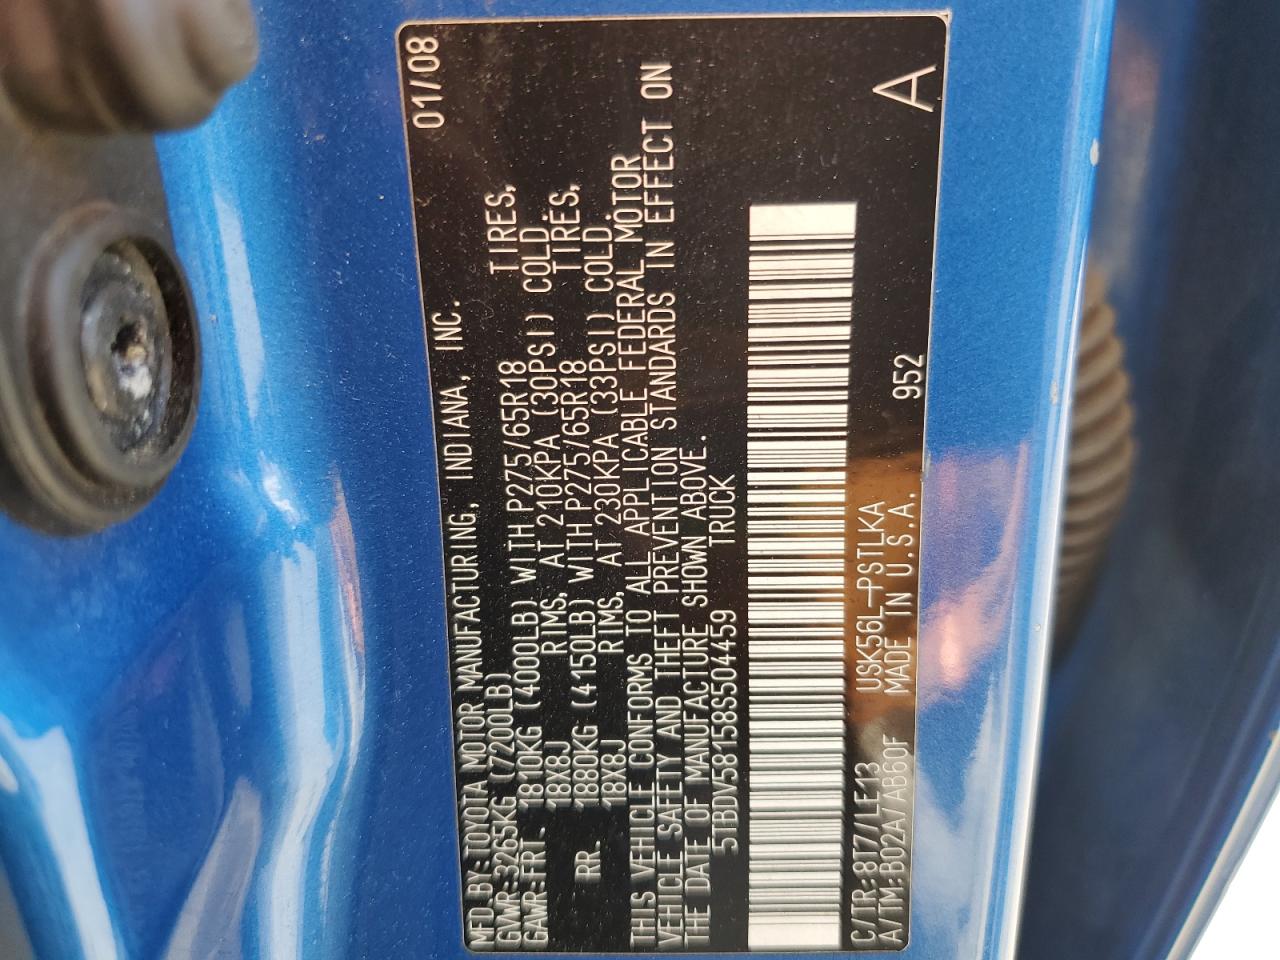 MFD.BY:TOYOTA MOTOR MANUFACTURING, INDIANA, INC. 01/08
GVWR:3265KG (7200LB)
GAWR:FRT. 1810KG (4000LB) WITH P275/65R18 TIRES,
18X8J RIMS, AT 210KPA (30PSI) COLD.
RR. 1880KG (4150LB) WITH P275/65R18 TIRES,
18X8J RIMS, AT 230KPA (33PSI) COLD.
THIS VEHICLE CONFORMS TO ALL APPLICABLE FEDERAL MOTOR
VEHICLE SAFETY AND THEFT PREVENTION STANDARDS IN EFFECT ON
THE DATE OF MANUFACTURE SHOWN ABOVE.
5TBDV58158S504459 TRUCK
C/TR:8T7/LE13 USK56L-PSTLKA
A/TM:B02A/AB60F MADE IN U.S.A. 952 A